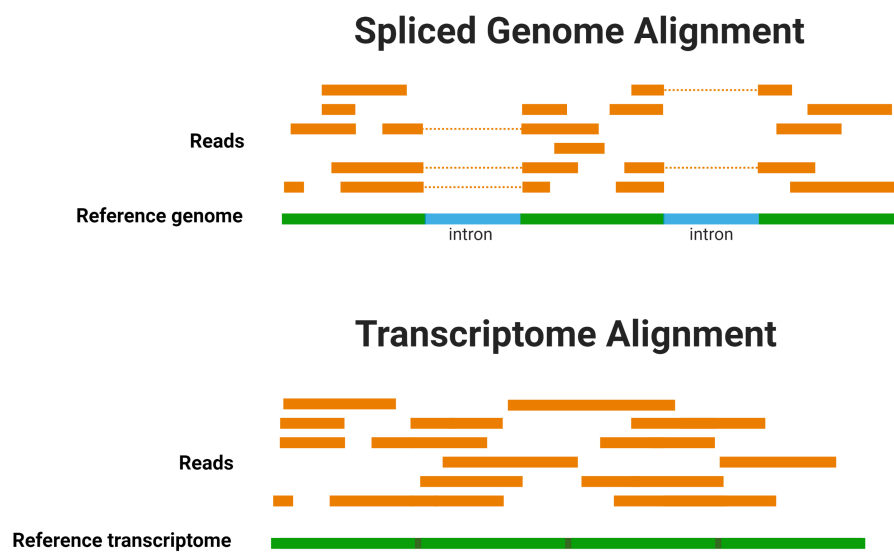 Spliced Genome Alignment
Reads
Reference genome
intron
intron
Transcriptome Alignment
Reads
Reference transcriptome